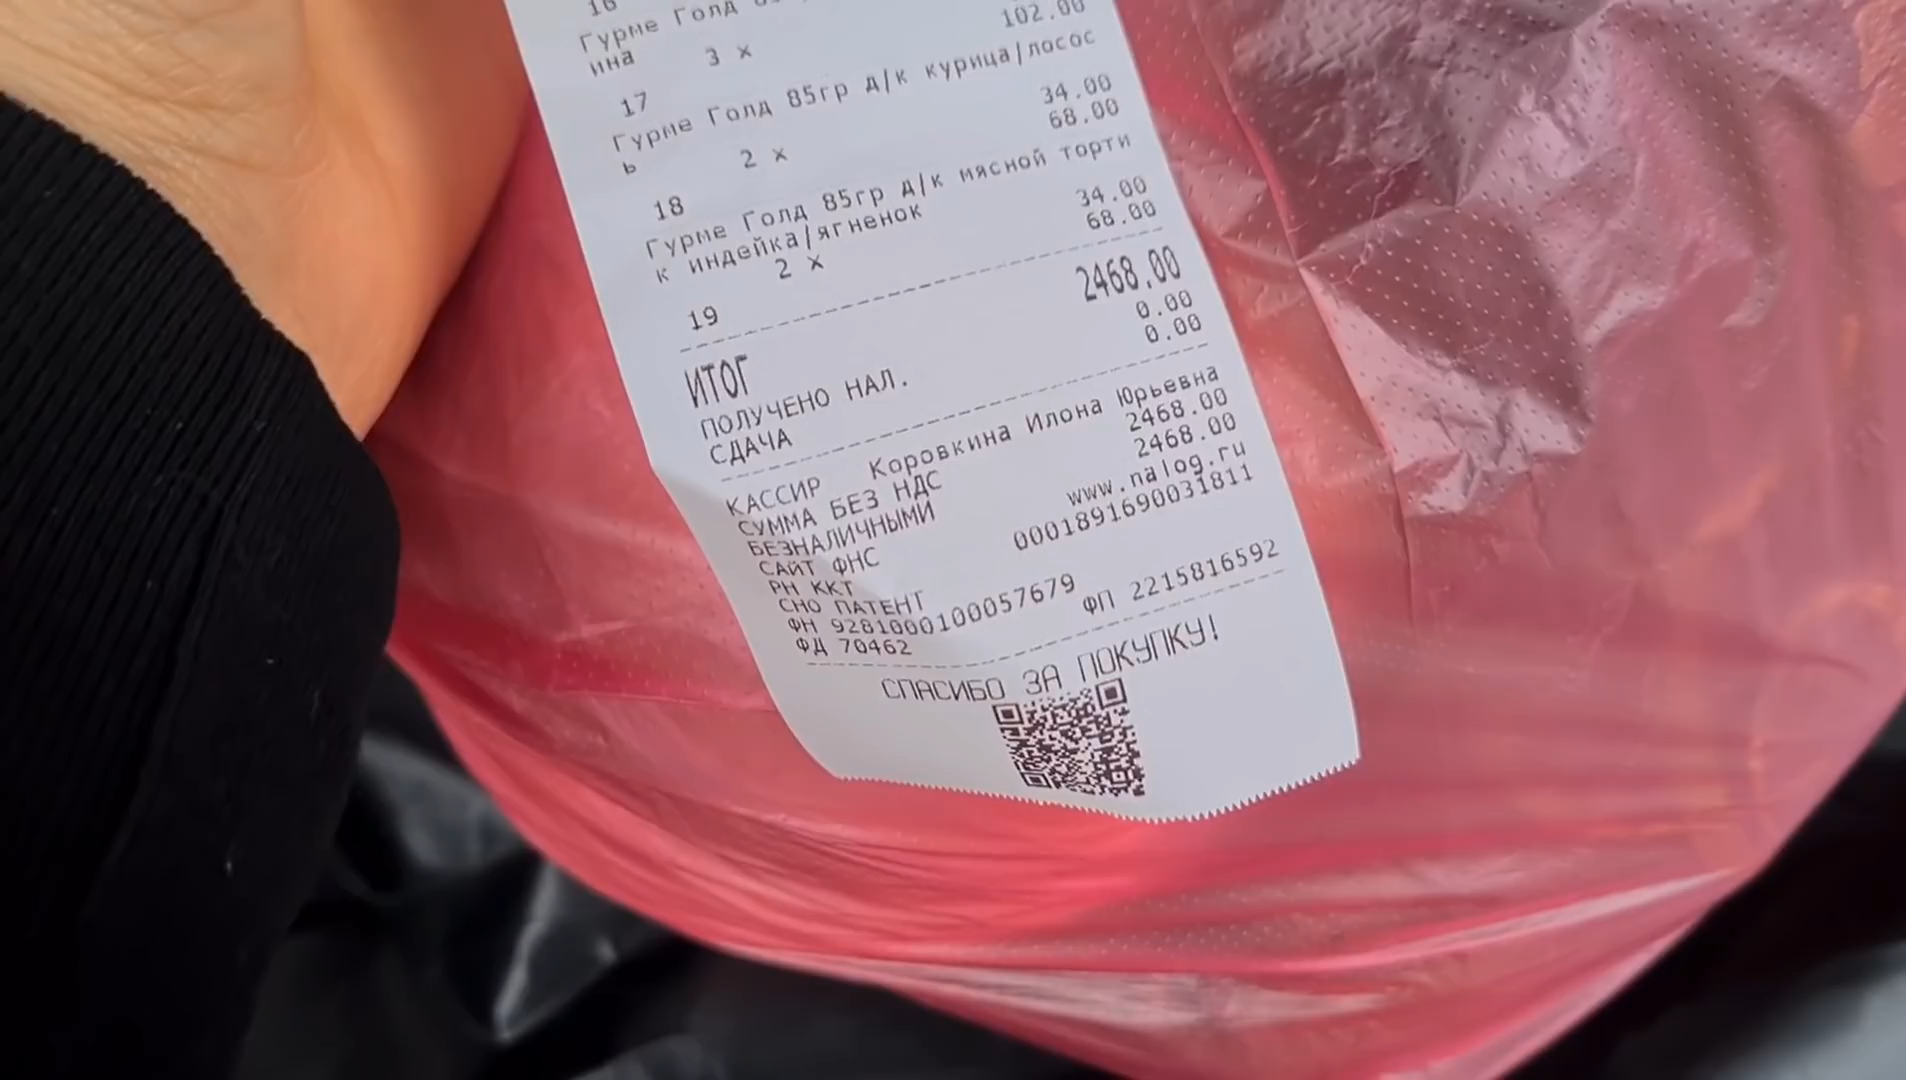 16
Гурме Голд
ина 3 x 102.00
17
Гурме Голд 85гр д/к курица/лосос
ь 2 x 34.00
68.00
18
Гурме Голд 85гр д/к мясной торти
к индейка/ягненок
2 x 34.00
68.00
19
ИТОГ 2468.00
ПОЛУЧЕНО НАЛ. 0.00
СДАЧА 0.00
КАССИР Коровкина Илона Юрьевна
СУММА БЕЗ НДС 2468.00
БЕЗНАЛИЧНЫМИ 2468.00
САЙТ ФНС www.nalog.ru
РН ККТ 0001891690031811
СНО ПАТЕНТ
ФН 9281000100057679
ФД 70462 ФП 2215816592
СПАСИБО ЗА ПОКУПКУ!